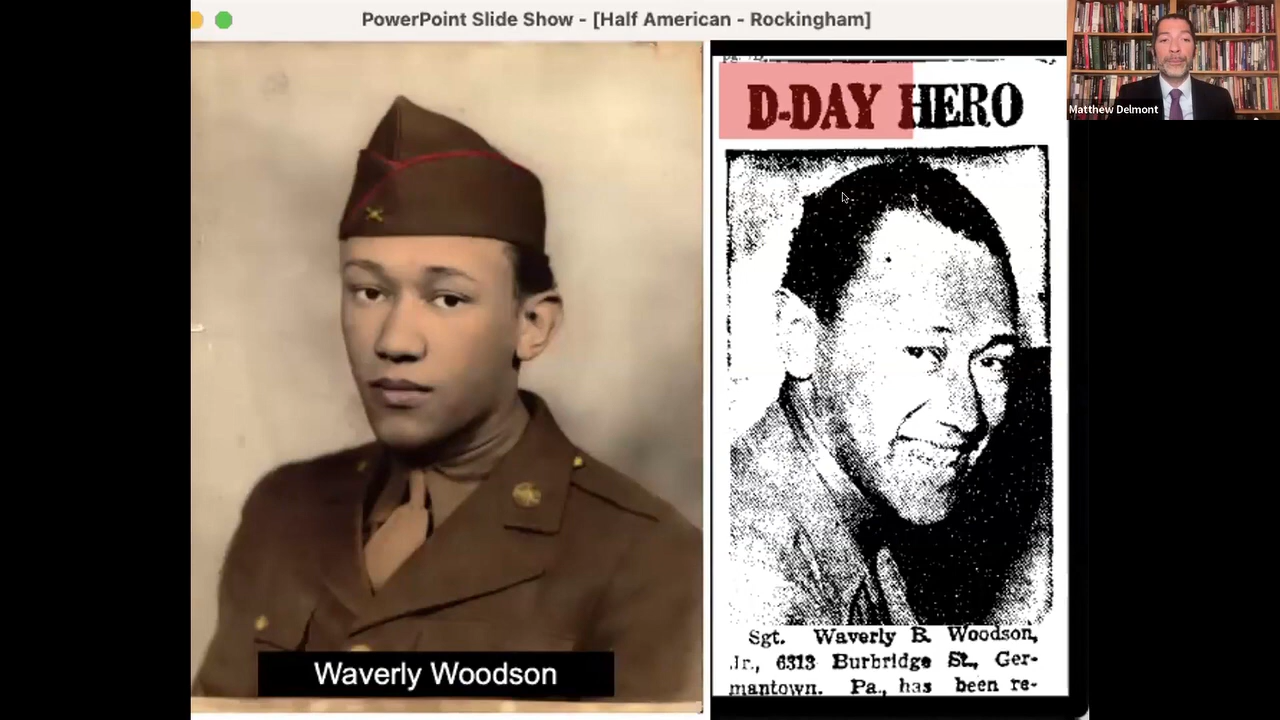 PowerPoint Slide Show - [Half American - Rockingham]
Matthew Delmont
D-DAY HERO
Waverly Woodson
Sgt. Waverly B. Woodson,
Jr., 6313 Burbridge St., Ger-
mantown. Pa., has been re-